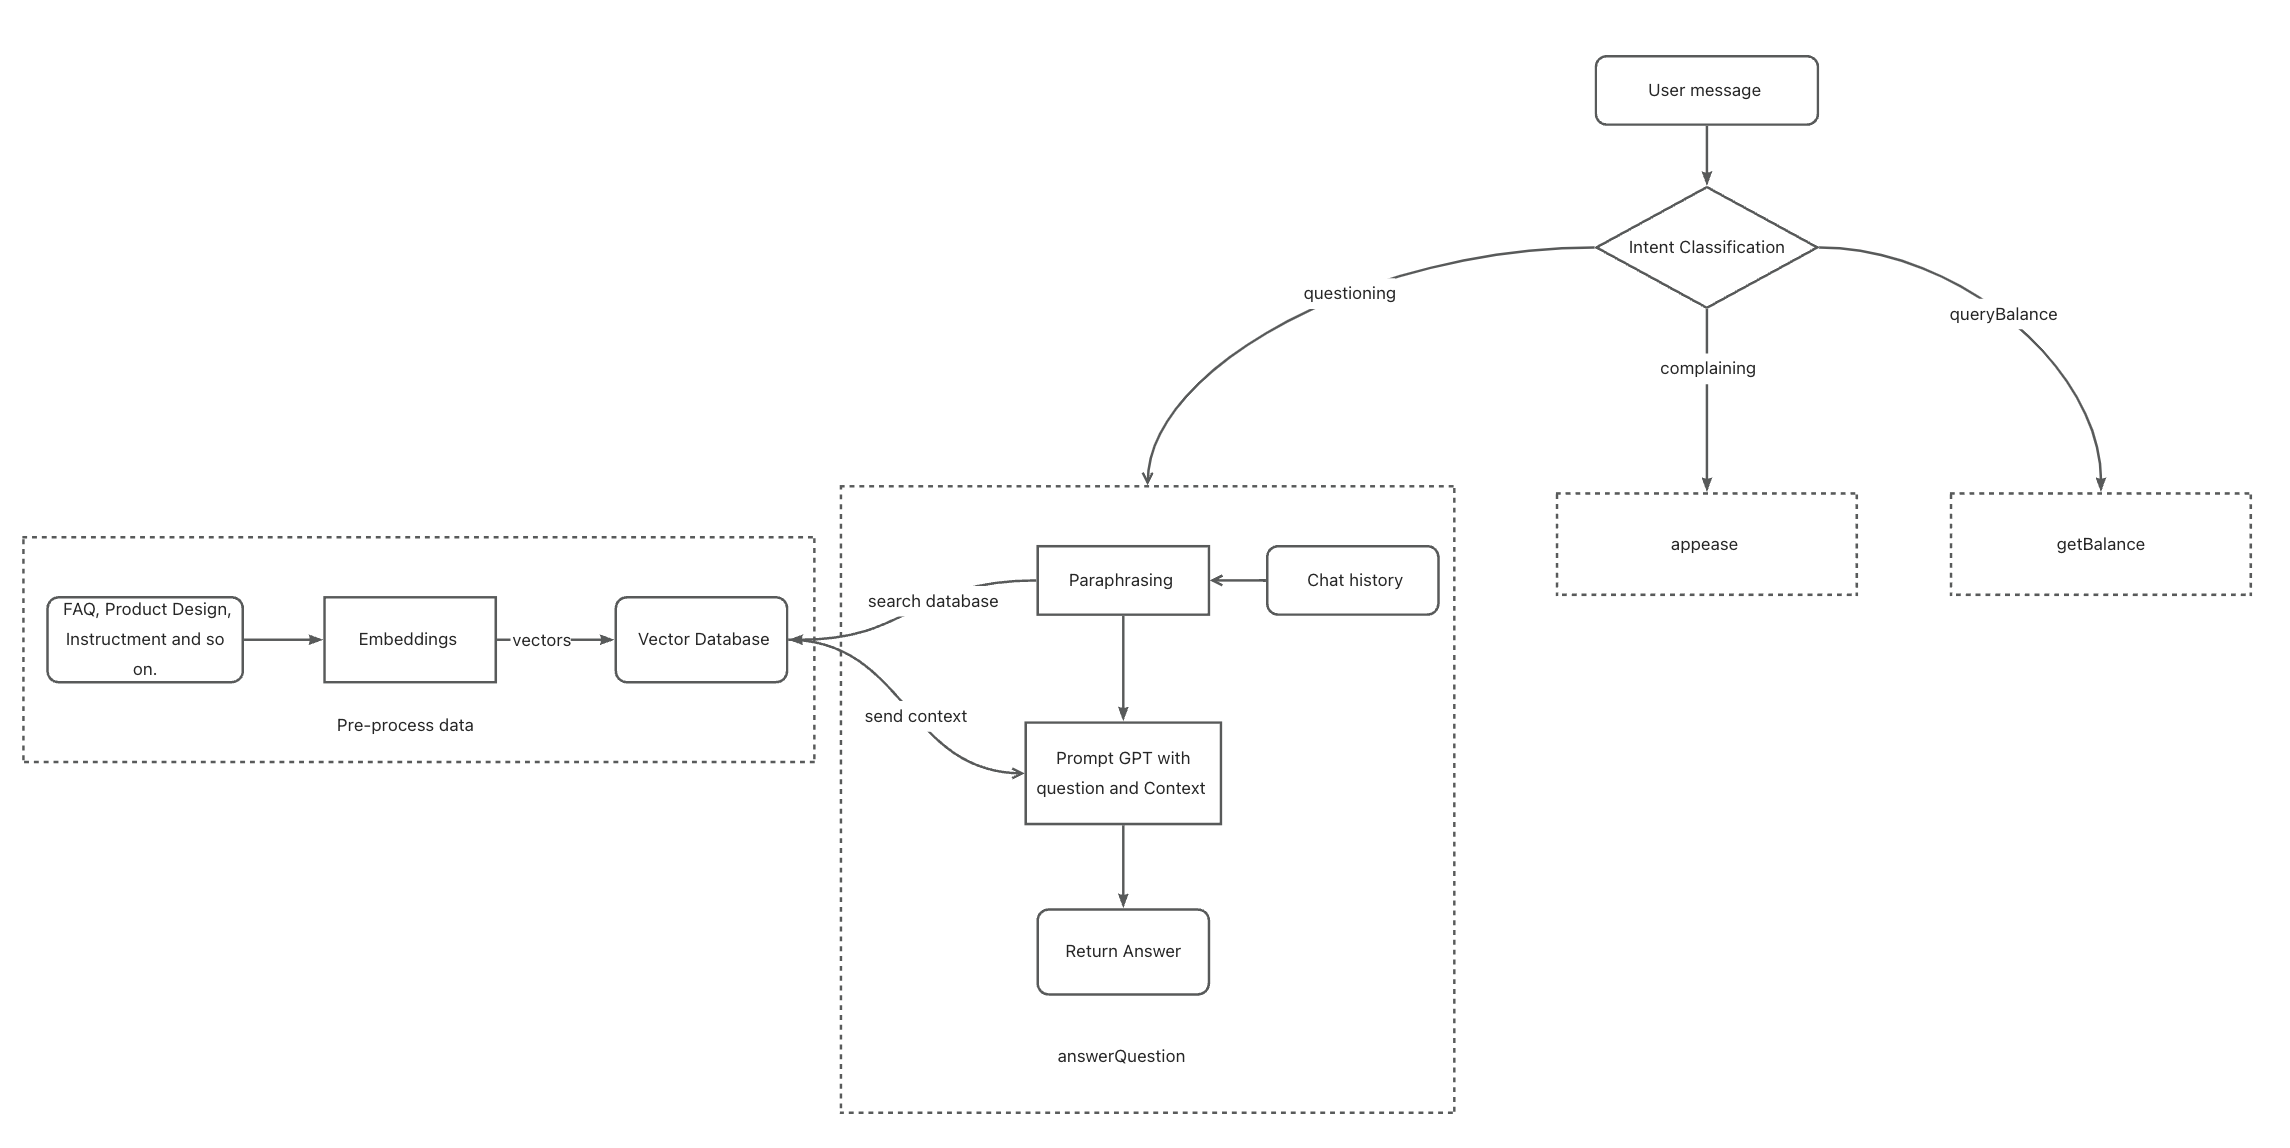 User message
Intent Classification
questioning
queryBalance
complaining
appease
getBalance
Paraphrasing
Chat history
search database
FAQ, Product Design,
Instructment and so
on.
Embeddings
vectors
Vector Database
Pre-process data
send context
Prompt GPT with
question and Context
Return Answer
answerQuestion